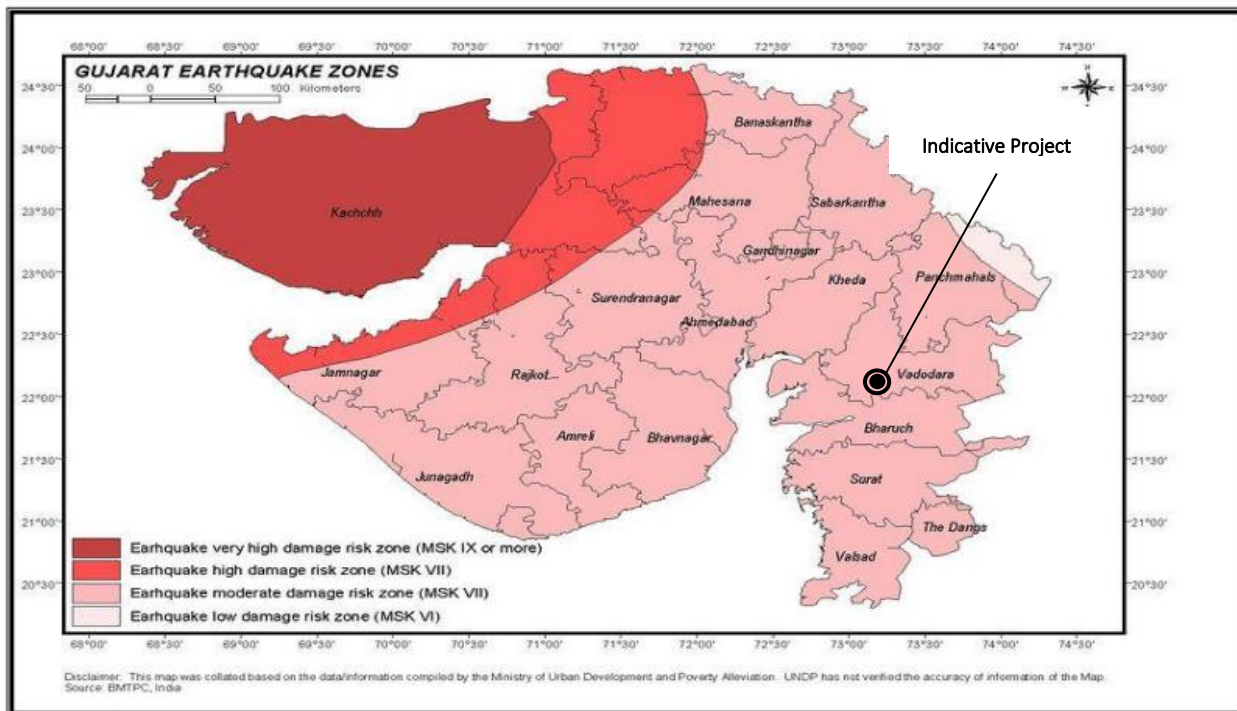 68°00' 68°30' 69°00' 69°30' 70°00' 70°30' 71°00' 71°30' 72°00' 72°30' 73°00' 73°30' 74°00' 74°30'
GUJARAT EARTHQUAKE ZONES
50 0 50 100 Kilometers
N
W E
S
24°30' 24°30'
Banaskantha
Indicative Project
24°00' 24°00'
Mahesana Sabarkantha
Kachchh
23°30' 23°30'
Gandhinagar
Panchmahals
Kheda
23°00' 23°00'
Surendranagar
Ahmedabad
22°30' 22°30'
Jamnagar Rajkot Vadodara
22°00' 22°00'
Bharuch
Amreli Bhavnagar
21°30' 21°30'
Junagadh Surat
21°00' 21°00'
The Dangs
Valsad
Earhquake very high damage risk zone (MSK IX or more)
Earhquake high damage risk zone (MSK VII)
20°30' 20°30'
Earhquake moderate damage risk zone (MSK VII)
Earhquake low damage risk zone (MSK VI)
68°00' 68°30' 69°00' 69°30' 70°00' 70°30' 71°00' 71°30' 72°00' 72°30' 73°00' 73°30' 74°00' 74°30'
Disclaimer: This map was collated based on the data/information compiled by the Ministry of Urban Development and Poverty Alleviation. UNDP has not verified the accuracy of information of the Map.
Source: BMTPC, India